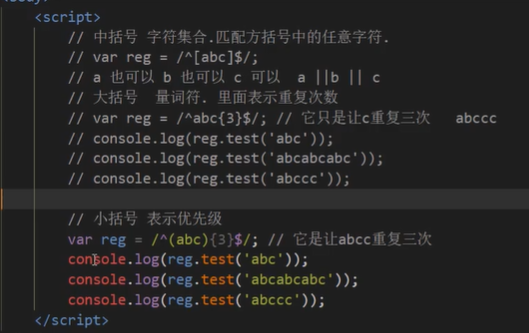 <script>
// 中括号 字符集合.匹配方括号中的任意字符.
// var reg = /^[abc]$/;
// a 也可以 b 也可以 c 可以  a ||b || c
// 大括号  量词符. 里面表示重复次数
// var reg = /^abc{3}$/; // 它只是让c重复三次   abccc
// console.log(reg.test('abc'));
// console.log(reg.test('abcabcabc'));
// console.log(reg.test('abccc'));
// 小括号 表示优先级
var reg = /^(abc){3}$/; // 它是让abcc重复三次
console.log(reg.test('abc'));
console.log(reg.test('abcabcabc'));
console.log(reg.test('abccc'));
</script>